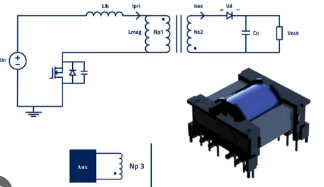 Llk
Ipri
Isec
Vd
+
−
Lmag
Np1
Ns2
Co
Vout
Vin
Aux
Np 3